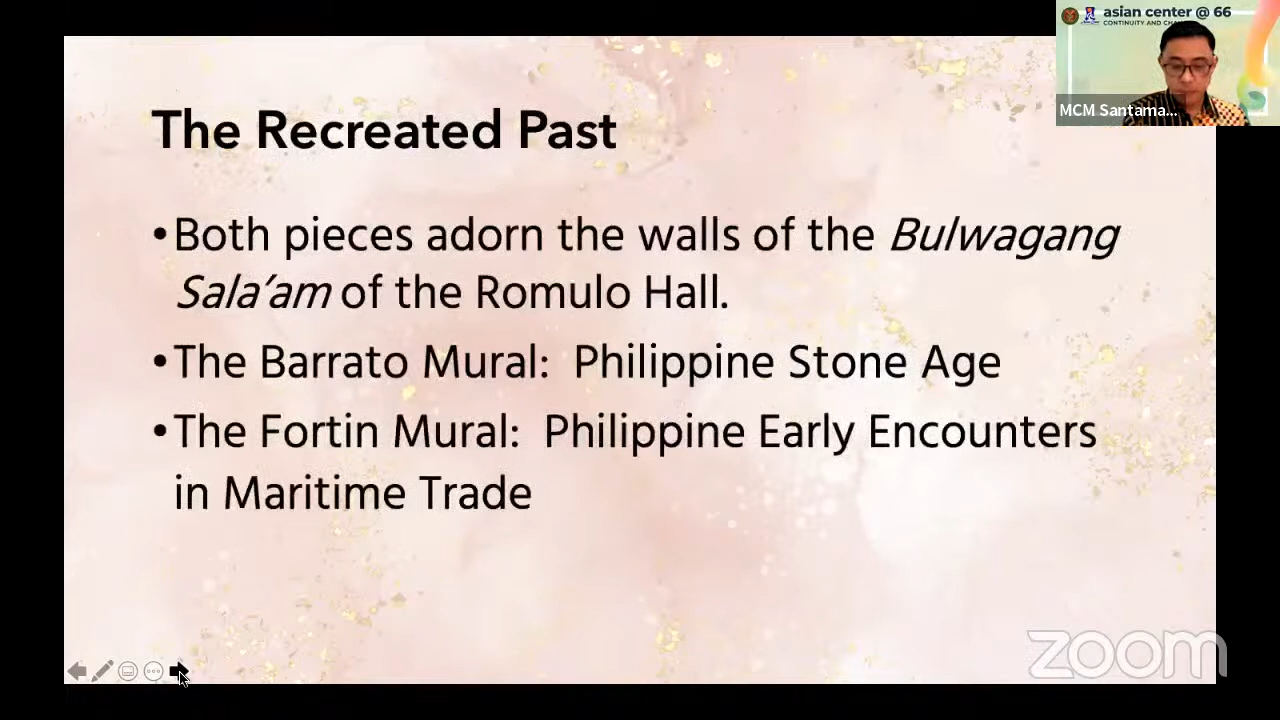 asian center @ 66
CONTINUITY AND
MCM Santama...
The Recreated Past
•Both pieces adorn the walls of the Bulwagang
Sala’am of the Romulo Hall.
•The Barrato Mural:  Philippine Stone Age
•The Fortin Mural:  Philippine Early Encounters
in Maritime Trade
zoom